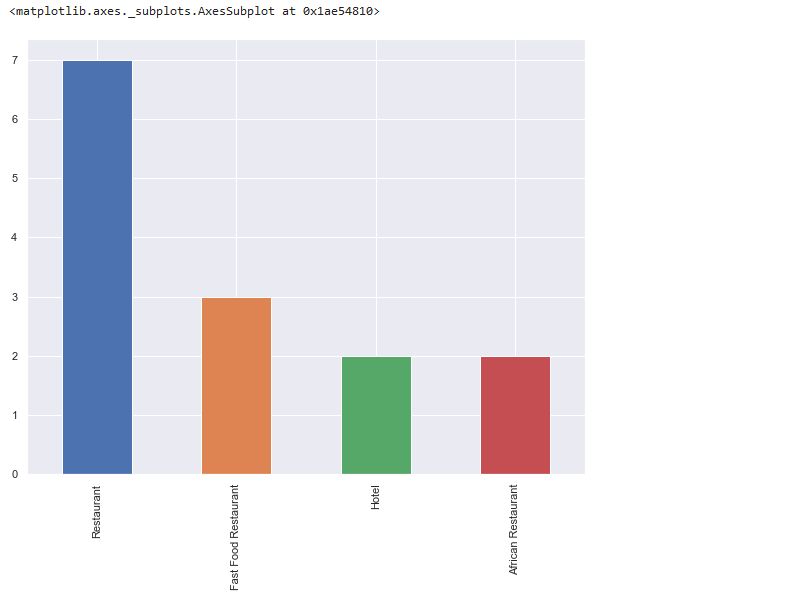 <matplotlib.axes._subplots.AxesSubplot at 0x1ae54810>
7
6
5
4
3
2
1
0
Restaurant
Fast Food Restaurant
Hotel
African Restaurant